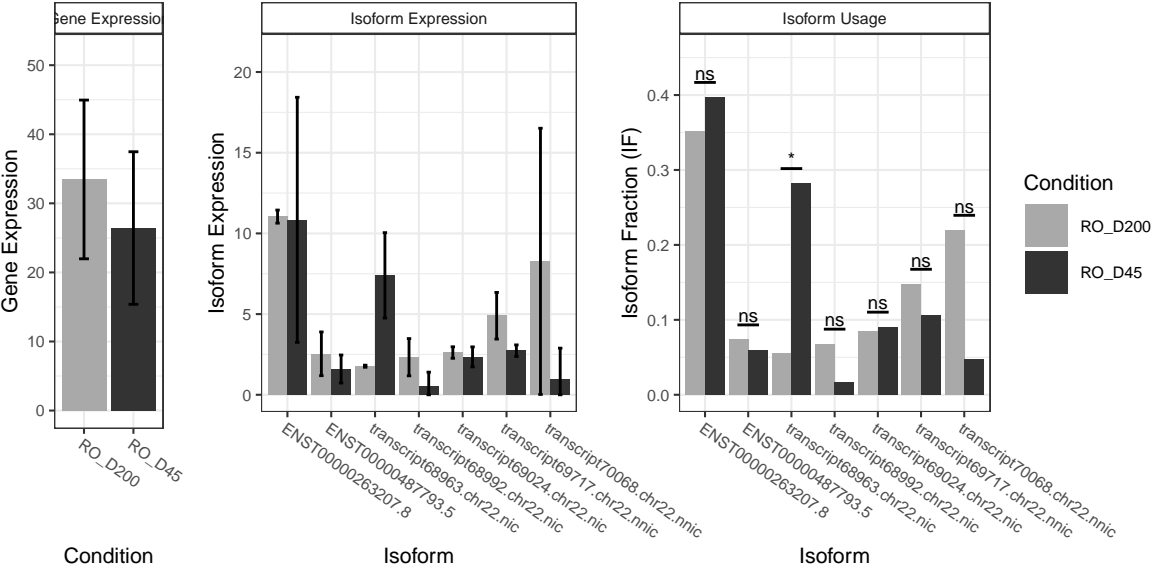 Gene Expression
Isoform Expression
Isoform Usage
Gene Expression
50
40
30
20
10
0
RO_D200
RO_D45
Condition
Isoform Expression
20
15
10
5
0
ENST00000263207.8
ENST00000487793.5
transcript68963.chr22.nic
transcript68992.chr22.nic
transcript69024.chr22.nic
transcript69717.chr22.nnic
transcript70068.chr22.nnic
Isoform
Isoform Fraction (IF)
0.4
0.3
0.2
0.1
0.0
ns
ns
*
ns
ns
ns
ns
ENST00000263207.8
ENST00000487793.5
transcript68963.chr22.nic
transcript68992.chr22.nic
transcript69024.chr22.nic
transcript69717.chr22.nnic
transcript70068.chr22.nnic
Isoform
Condition
RO_D200
RO_D45